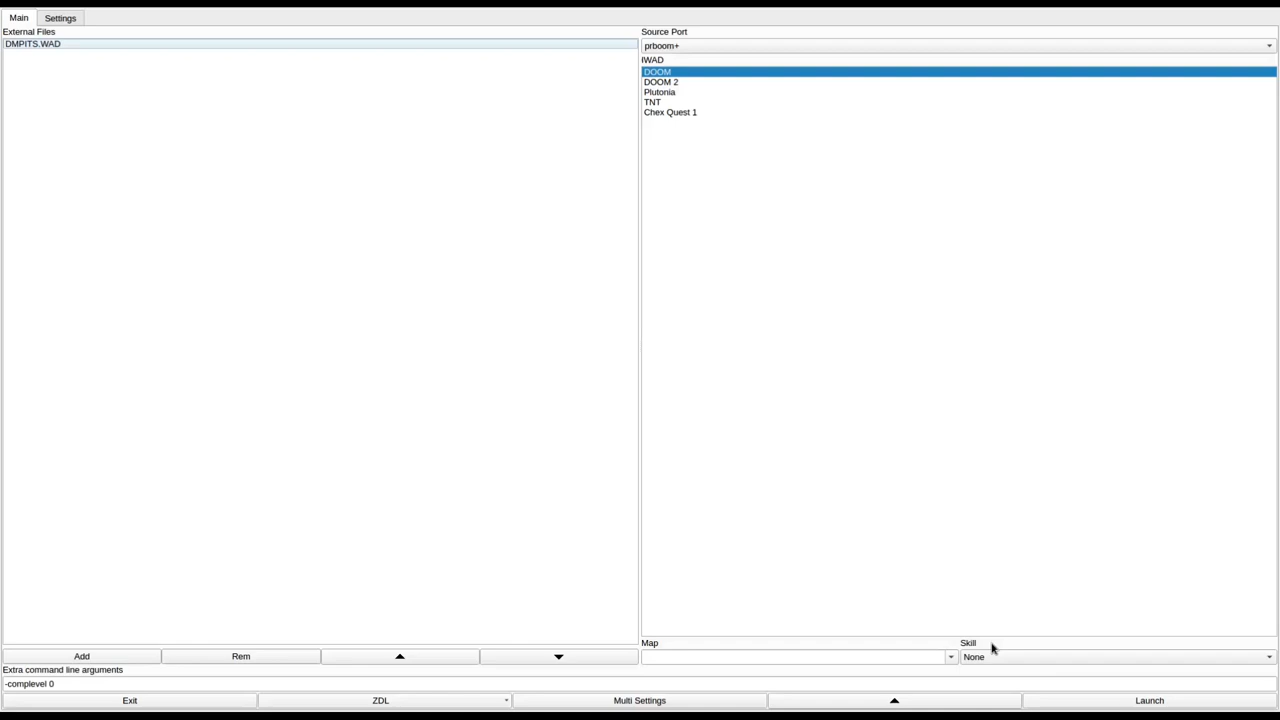 Main Settings
External Files
DMPITS.WAD
Source Port
prboom+
IWAD
DOOM
DOOM 2
Plutonia
TNT
Chex Quest 1
Map Skill
None
Add Rem
Extra command line arguments
-complevel 0
Exit ZDL Multi Settings Launch